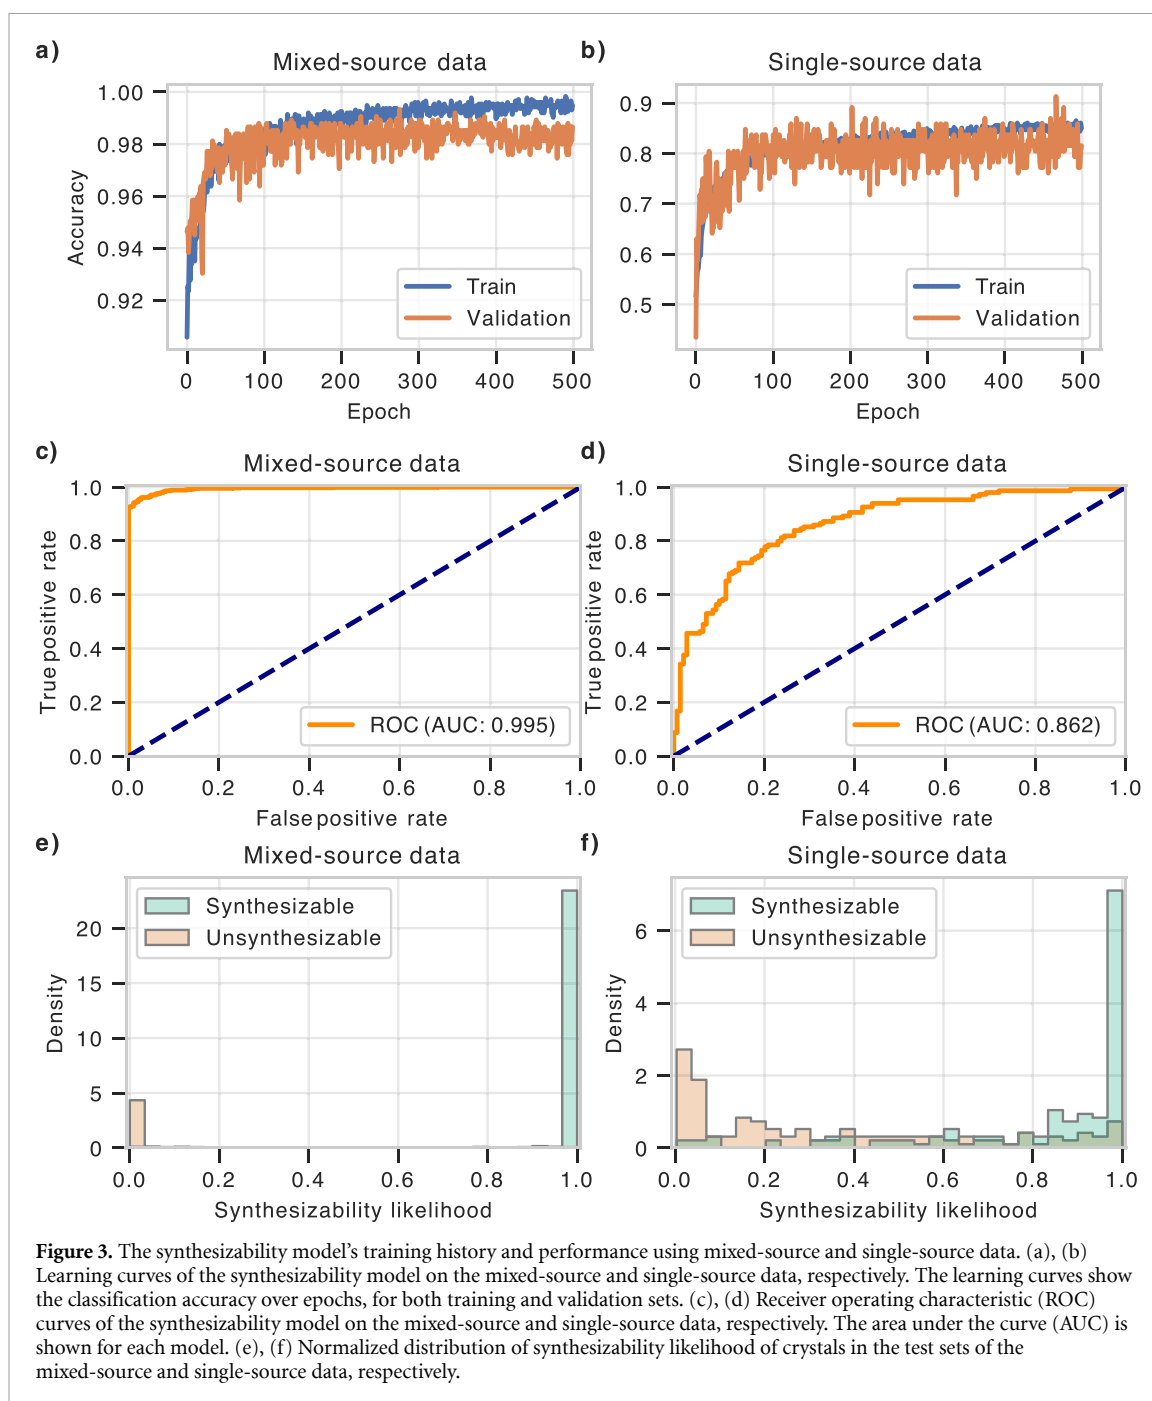 a)
Mixed-source data
1.00
0.98
0.96
0.94
0.92
Accuracy
Train
Validation
0
100
200
300
400
500
Epoch
b)
Single-source data
0.9
0.8
0.7
0.6
0.5
Train
Validation
0
100
200
300
400
500
Epoch
c)
Mixed-source data
1.0
0.8
0.6
0.4
0.2
0.0
True positive rate
ROC (AUC: 0.995)
0.0
0.2
0.4
0.6
0.8
1.0
False positive rate
d)
Single-source data
1.0
0.8
0.6
0.4
0.2
0.0
True positive rate
ROC (AUC: 0.862)
0.0
0.2
0.4
0.6
0.8
1.0
False positive rate
e)
Mixed-source data
Synthesizable
Unsynthesizable
20
15
10
5
0
Density
0.0
0.2
0.4
0.6
0.8
1.0
Synthesizability likelihood
f)
Single-source data
Synthesizable
Unsynthesizable
6
4
2
0
Density
0.0
0.2
0.4
0.6
0.8
1.0
Synthesizability likelihood
Figure 3. The synthesizability model's training history and performance using mixed-source and single-source data. (a), (b)
Learning curves of the synthesizability model on the mixed-source and single-source data, respectively. The learning curves show
the classification accuracy over epochs, for both training and validation sets. (c), (d) Receiver operating characteristic (ROC)
curves of the synthesizability model on the mixed-source and single-source data, respectively. The area under the curve (AUC) is
shown for each model. (e), (f) Normalized distribution of synthesizability likelihood of crystals in the test sets of the
mixed-source and single-source data, respectively.